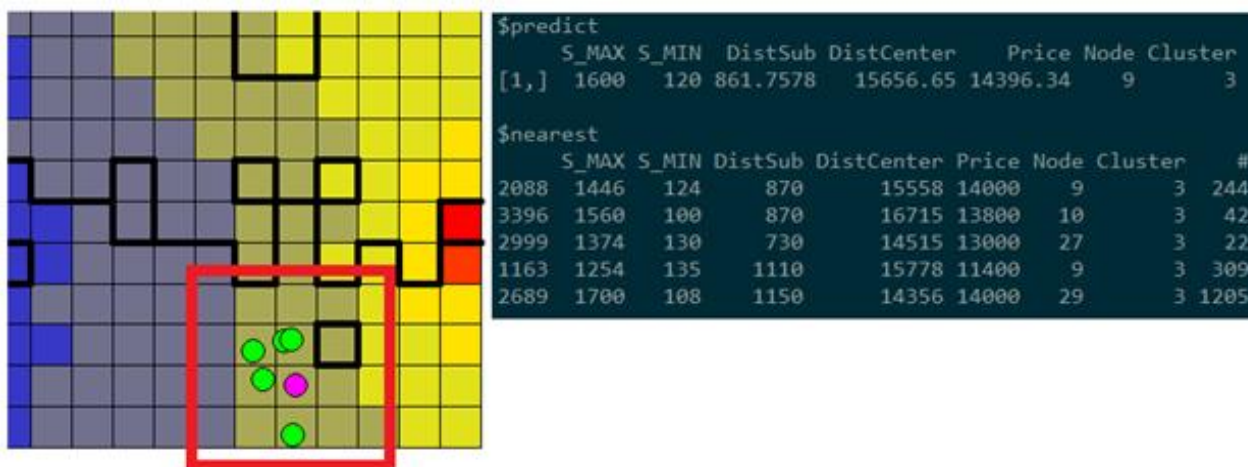 $predict
S_MAX S_MIN DistSub DistCenter Price Node Cluster
[1,] 1600 120 861.7578 15656.65 14396.34 9 3
$nearest
S_MAX S_MIN DistSub DistCenter Price Node Cluster #
2088 1446 124 870 15558 14000 9 3 244
3396 1560 100 870 16715 13800 10 3 42
2999 1374 130 730 14515 13000 27 3 22
1163 1254 135 1110 15778 11400 9 3 309
2689 1700 108 1150 14356 14000 29 3 1205